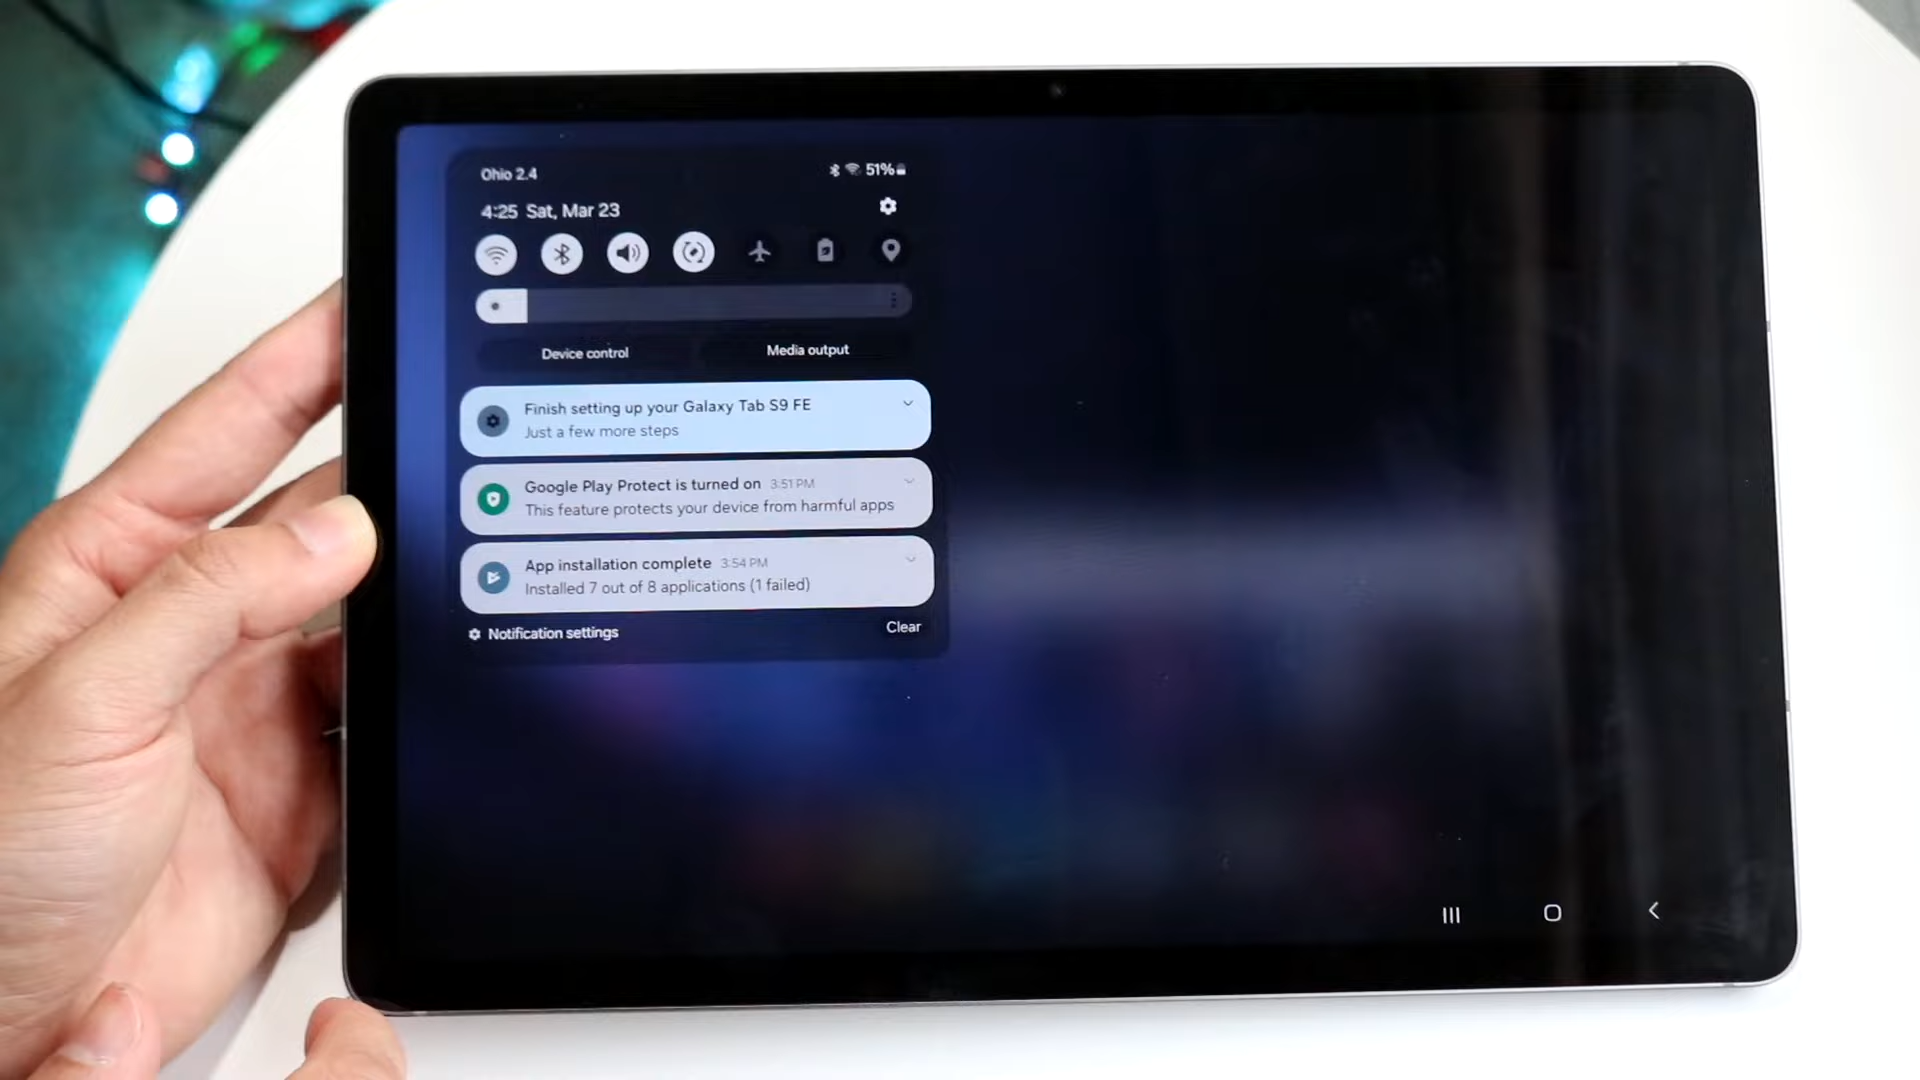 Ohio 2.4
51%
4:25 Sat, Mar 23
Device control
Media output
Finish setting up your Galaxy Tab S9 FE
Just a few more steps
Google Play Protect is turned on 3:51 PM
This feature protects your device from harmful apps
App installation complete 3:54 PM
Installed 7 out of 8 applications (1 failed)
Notification settings
Clear